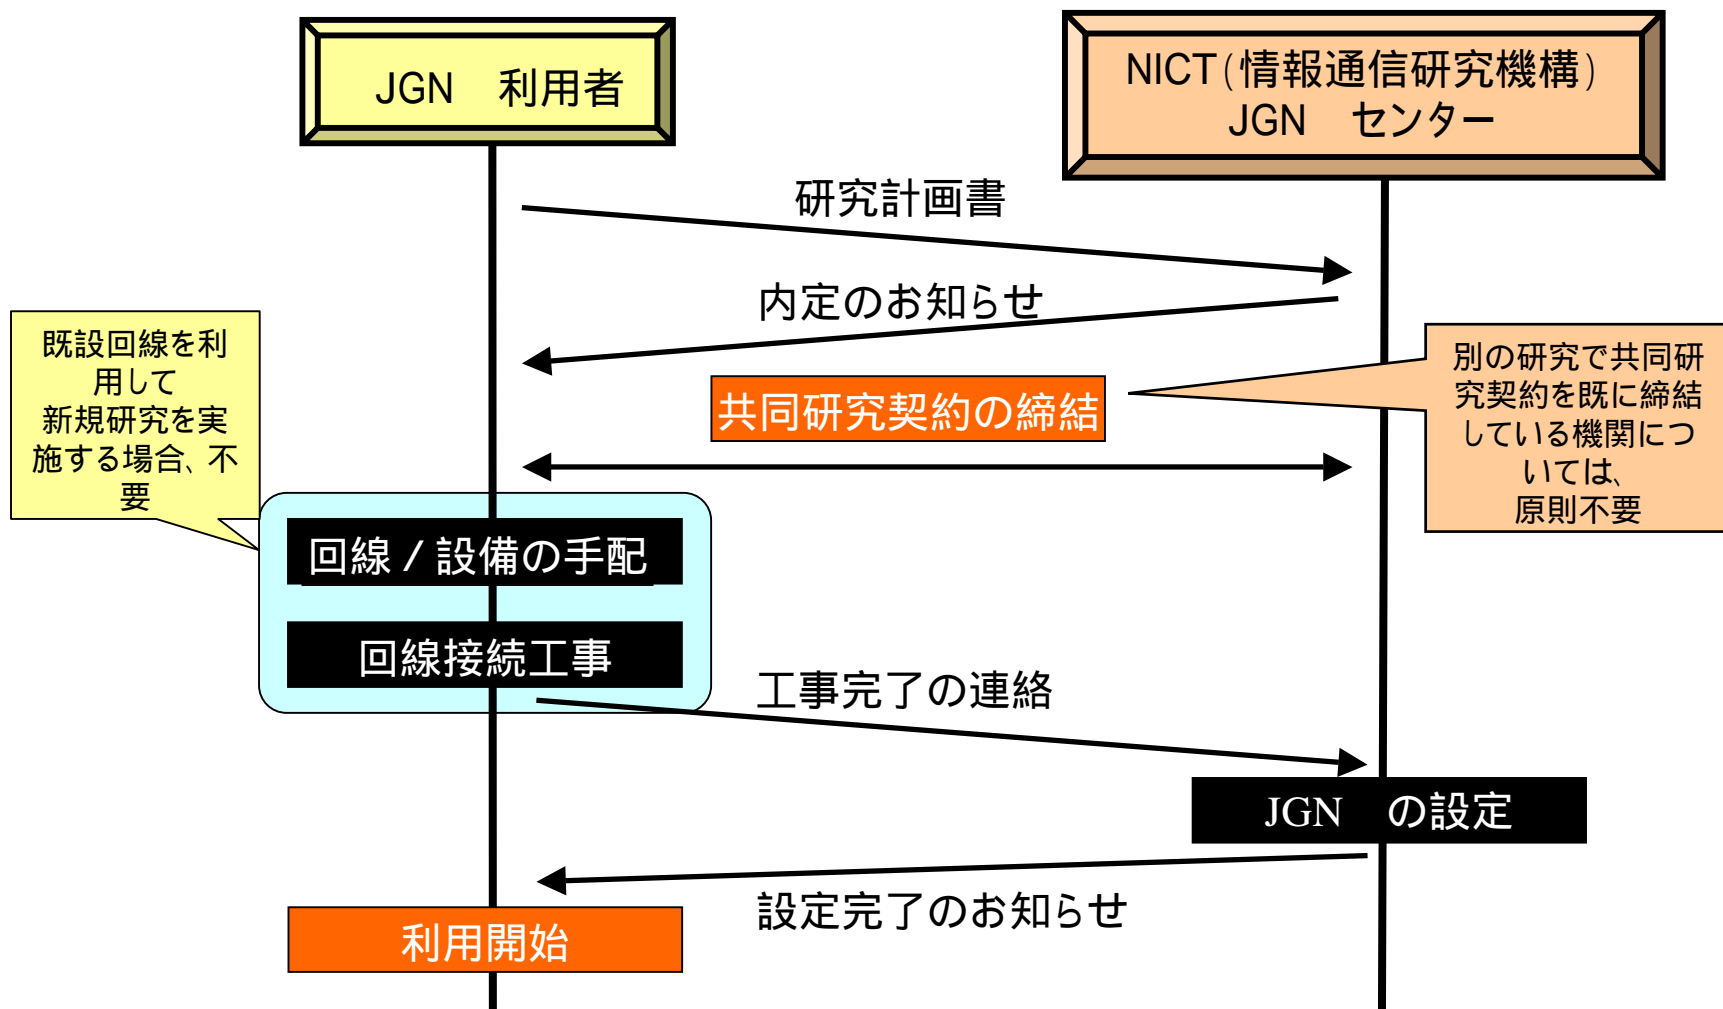 JGN　利用者
NICT(情報通信研究機構)
JGN　センター
研究計画書
内定のお知らせ
既設回線を利
用して
新規研究を実
施する場合、不
要
共同研究契約の締結
別の研究で共同研
究契約を既に締結
している機関につ
いては、
原則不要
回線/設備の手配
回線接続工事
工事完了の連絡
JGN　の設定
設定完了のお知らせ
利用開始